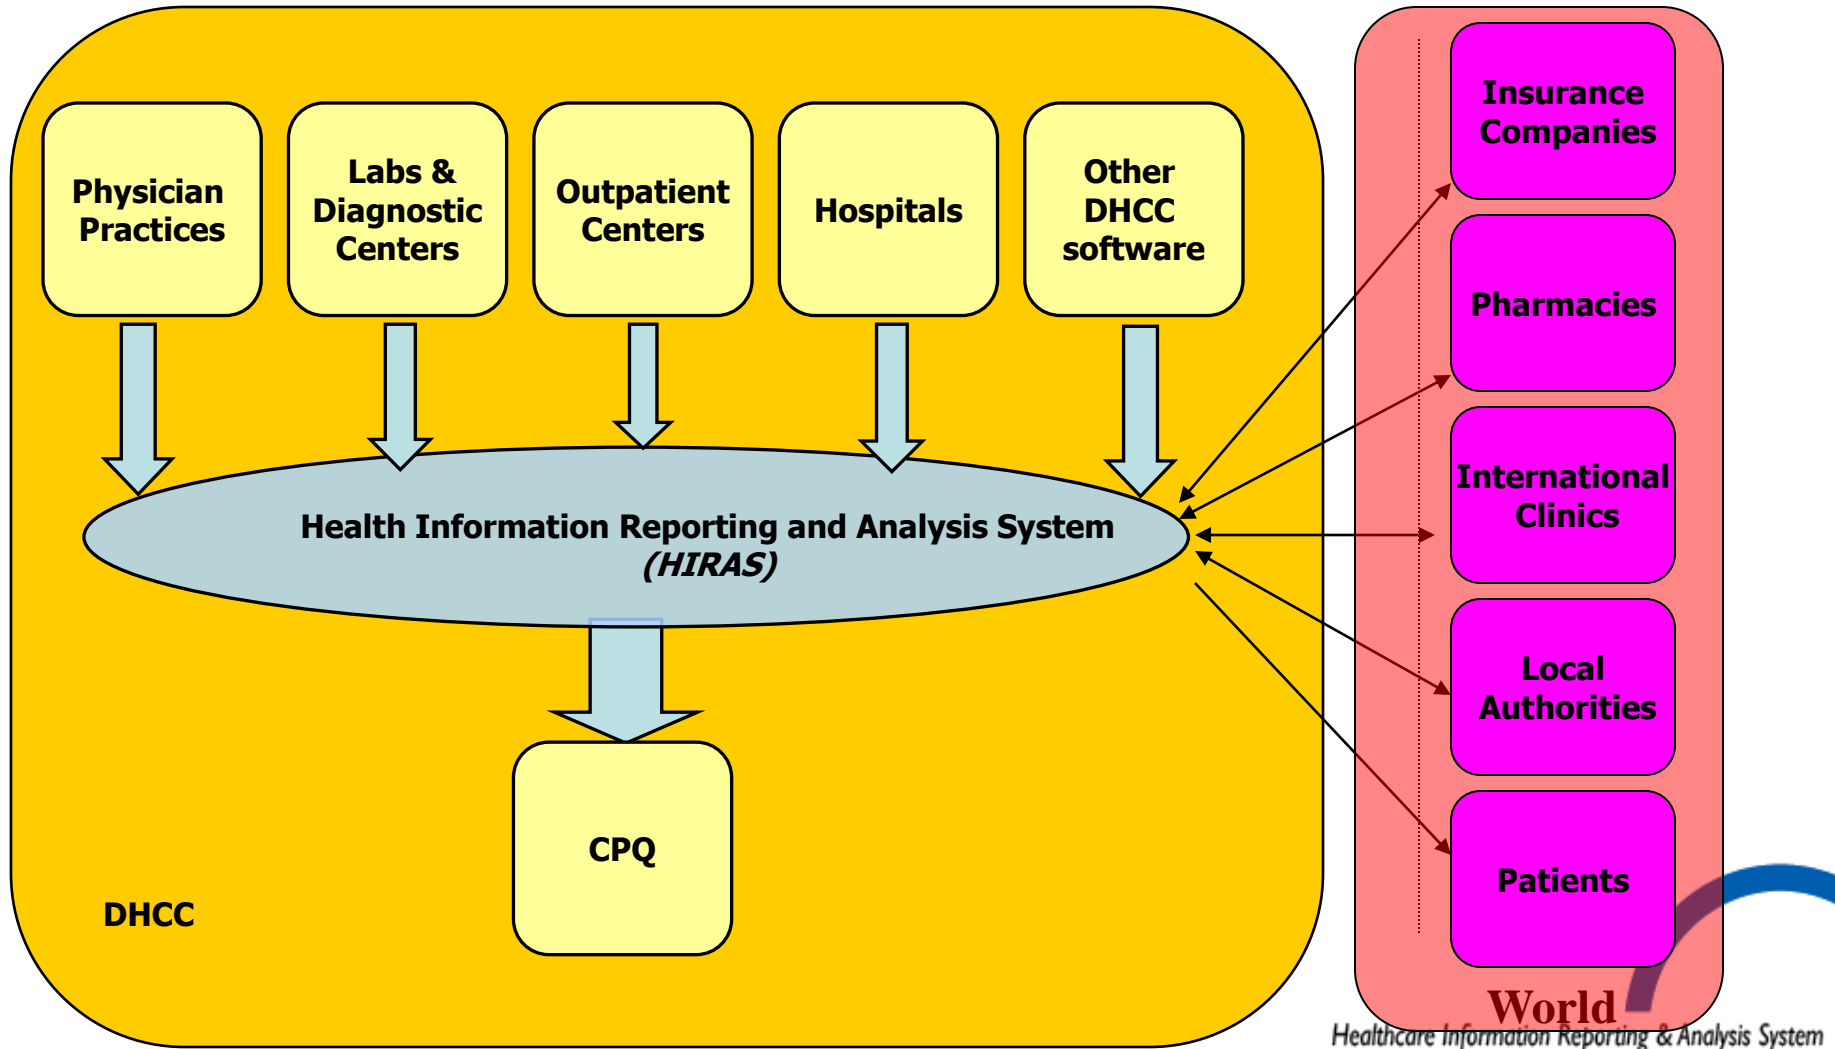 Physician
Practices
Labs &
Diagnostic
Centers
Outpatient
Centers
Hospitals
Other
DHCC
software
Health Information Reporting and Analysis System
(HIRAS)
CPQ
DHCC
Insurance
Companies
Pharmacies
International
Clinics
Local
Authorities
Patients
World
Healthcare Information Reporting & Analysis System